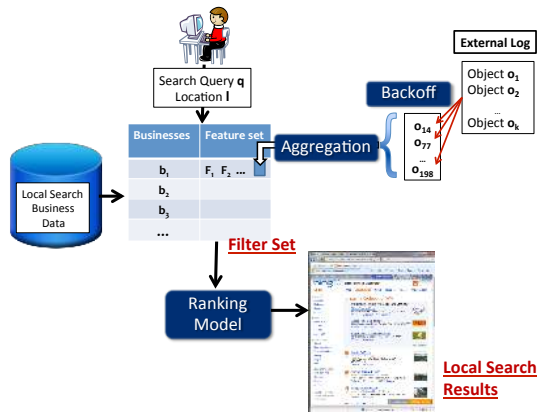 External Log
Search Query q
Location l
Object o1
Object o2
...
Object ok
Backoff
Businesses Feature set
Aggregation
o14
o77
...
o198
b1 F1 F2 ...
b2
b3
...
Local Search
Business
Data
Filter Set
Ranking
Model
Local Search
Results